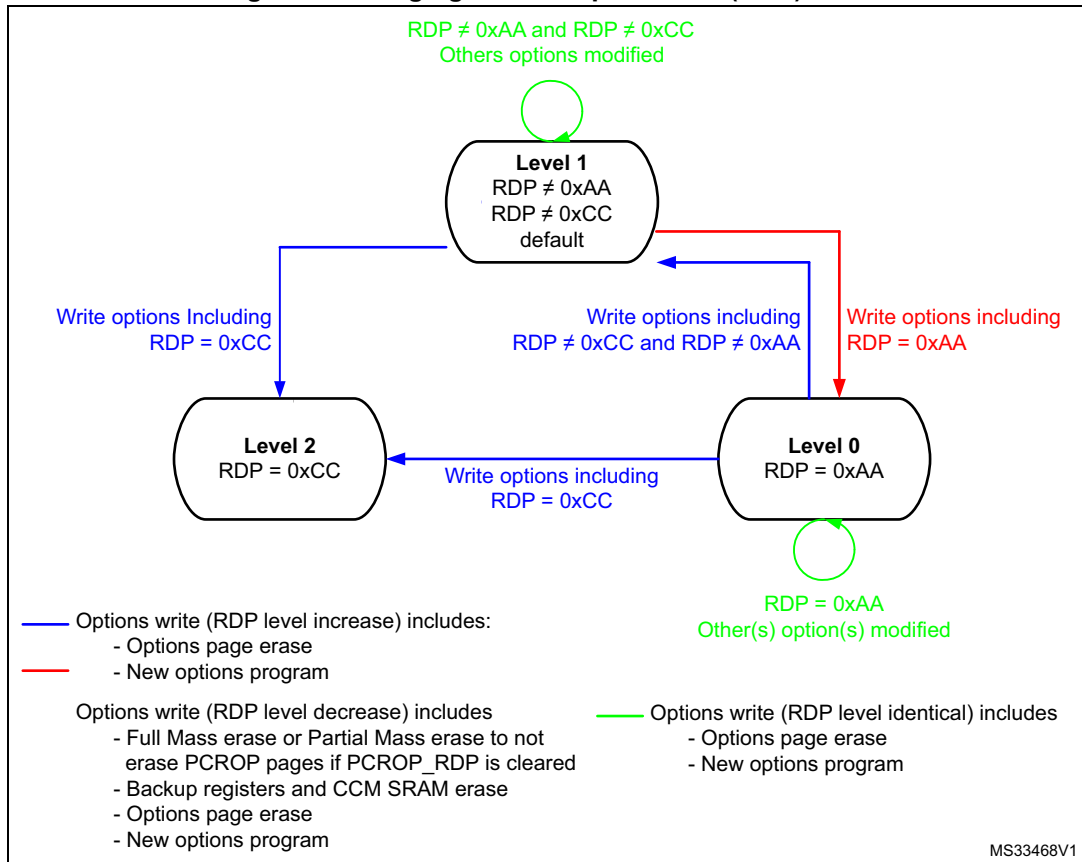 RDP ≠ 0xAA and RDP ≠ 0xCC
Others options modified
Level 1
RDP ≠ 0xAA
RDP ≠ 0xCC
default
Write options Including
RDP = 0xCC
Write options including
RDP ≠ 0xCC and RDP ≠ 0xAA
Write options including
RDP = 0xAA
Level 2
RDP = 0xCC
Write options including
RDP = 0xCC
Level 0
RDP = 0xAA
RDP = 0xAA
Other(s) option(s) modified
Options write (RDP level increase) includes:
- Options page erase
- New options program
Options write (RDP level decrease) includes
- Full Mass erase or Partial Mass erase to not
erase PCROP pages if PCROP_RDP is cleared
- Backup registers and CCM SRAM erase
- Options page erase
- New options program
Options write (RDP level identical) includes
- Options page erase
- New options program
MS33468V1